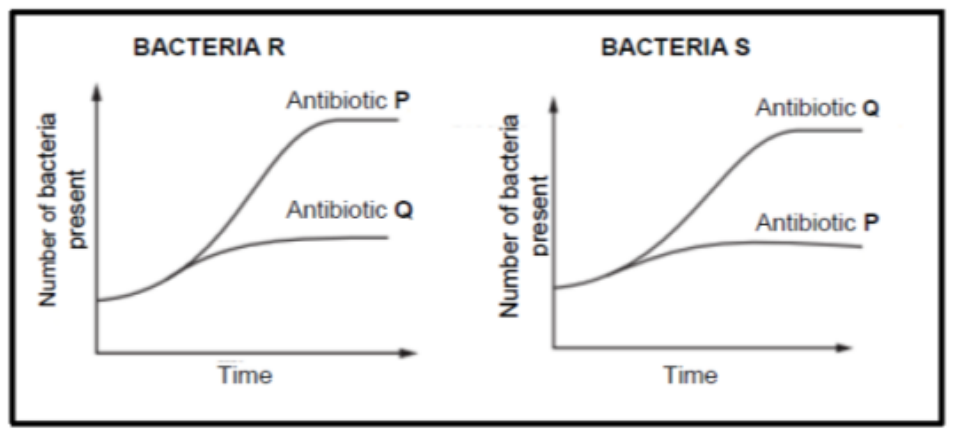 BACTERIA R
Number of bacteria
present
Antibiotic P
Antibiotic Q
Time
BACTERIA S
Number of bacteria
present
Antibiotic Q
Antibiotic P
Time